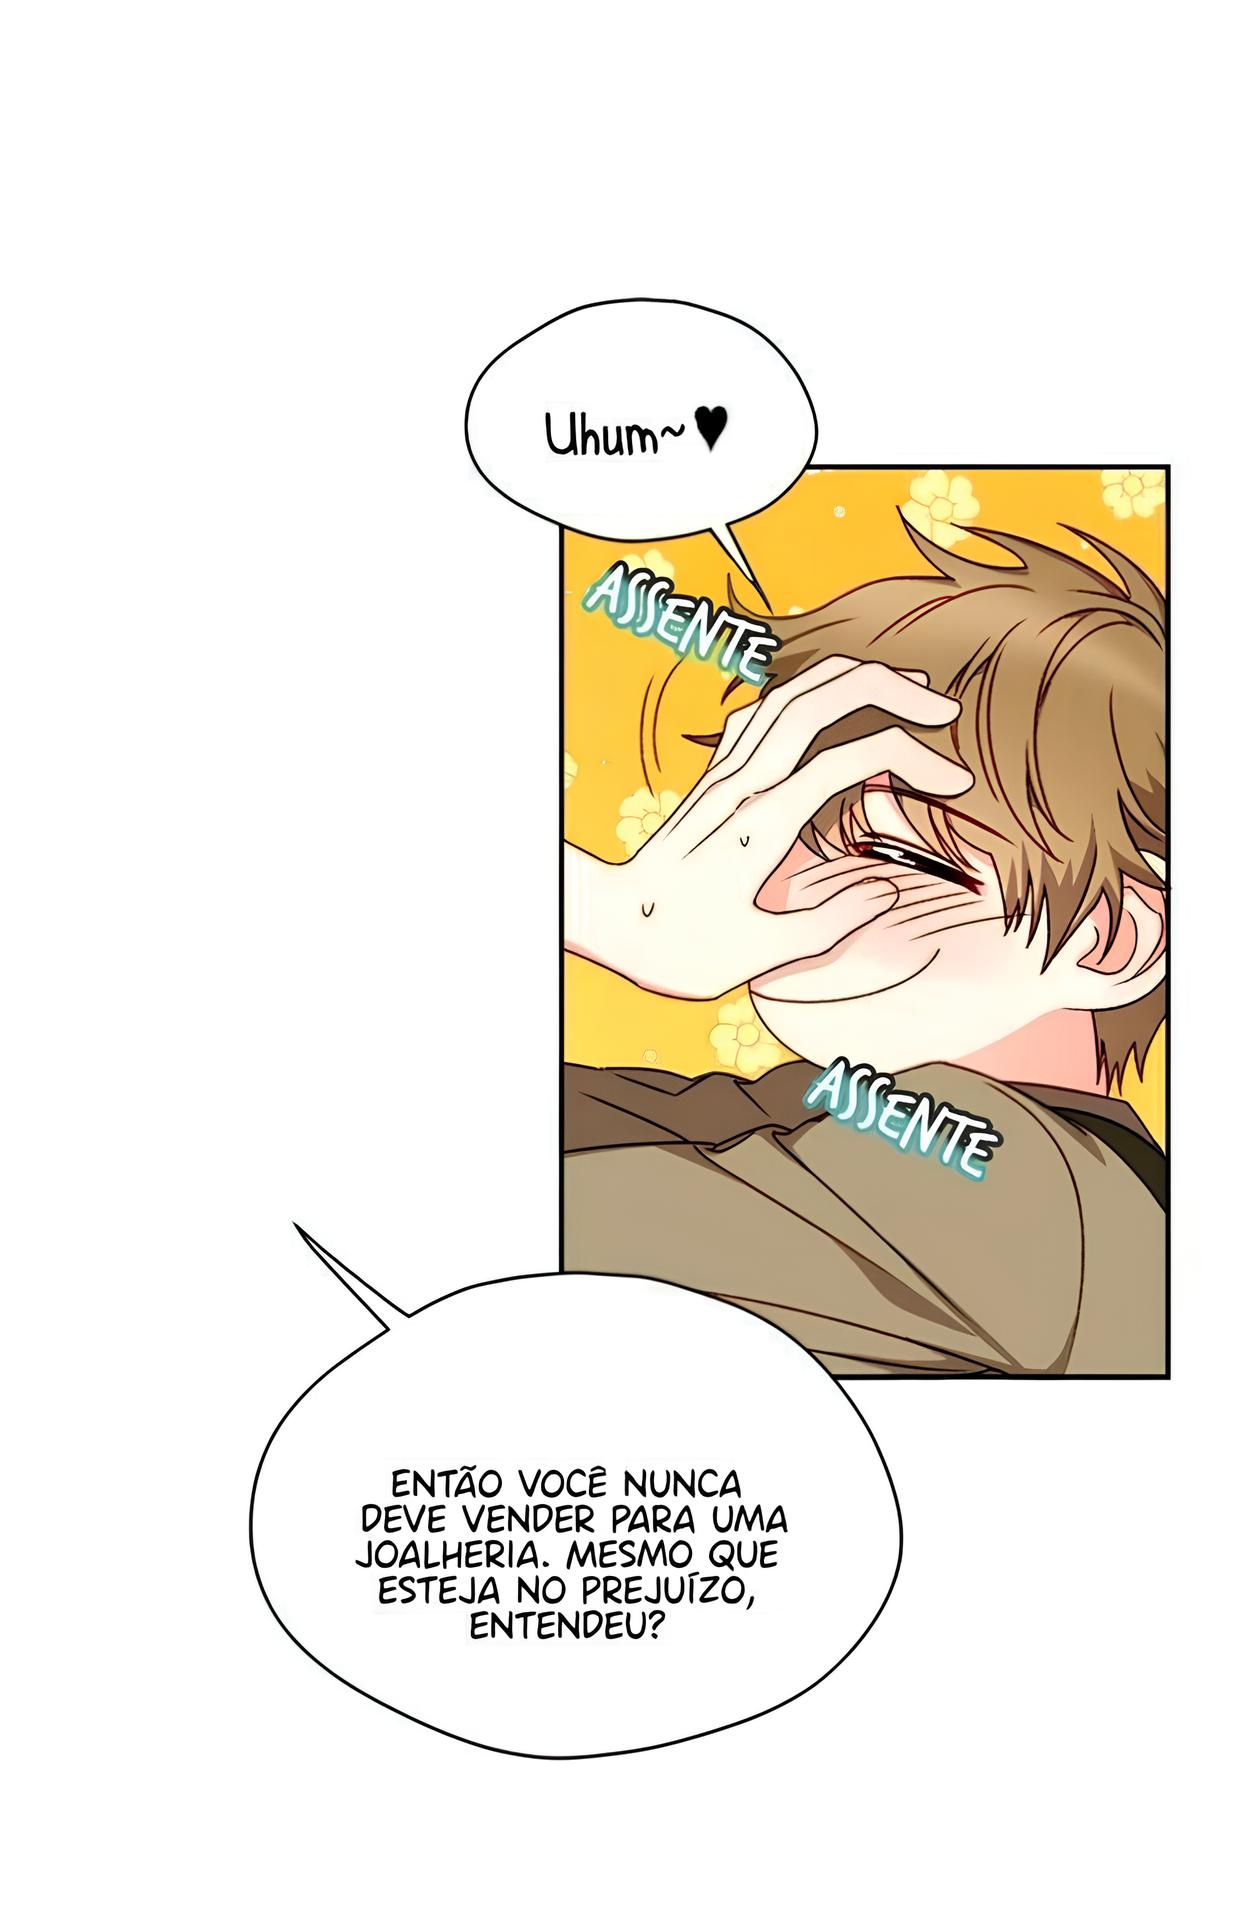 Uhum~♥
ASSENTE
ASSENTE
ENTÃO VOCÊ NUNCA
DEVE VENDER PARA UMA
JOALHERIA. MESMO QUE
ESTEJA NO PREJUÍZO,
ENTENDEU?